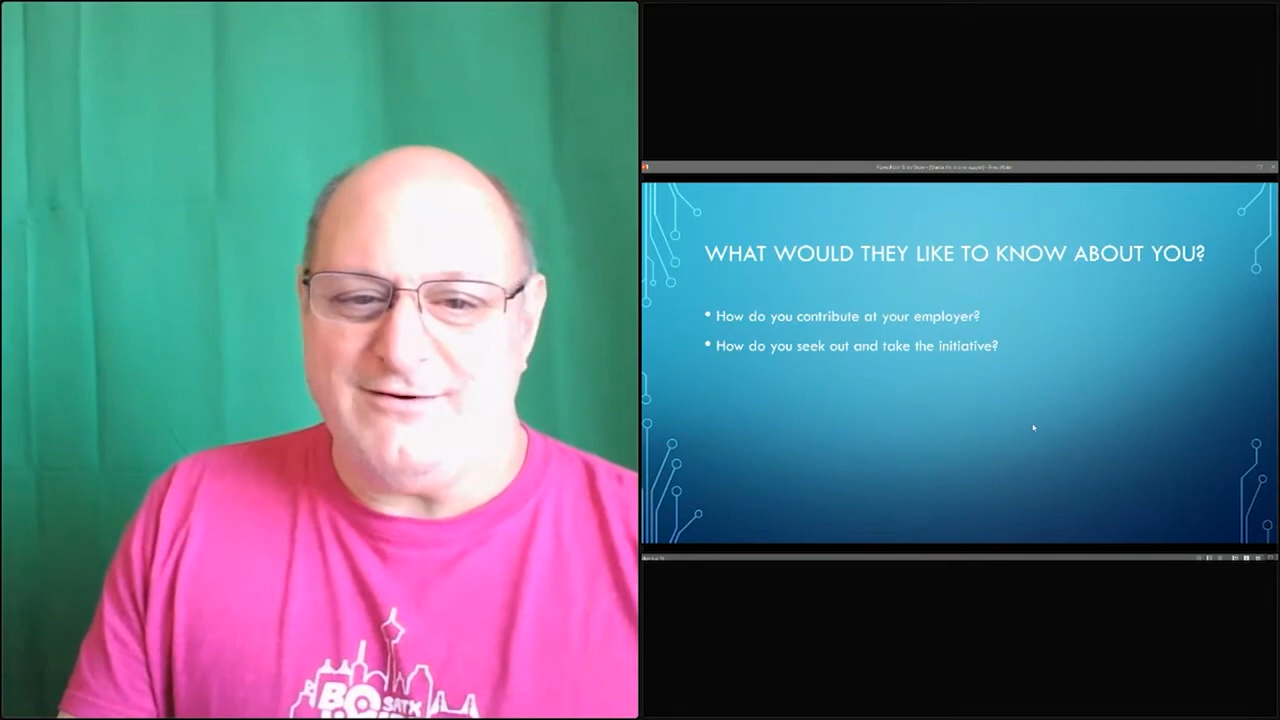 WHAT WOULD THEY LIKE TO KNOW ABOUT YOU?
• How do you contribute at your employer?
• How do you seek out and take the initiative?
SATX